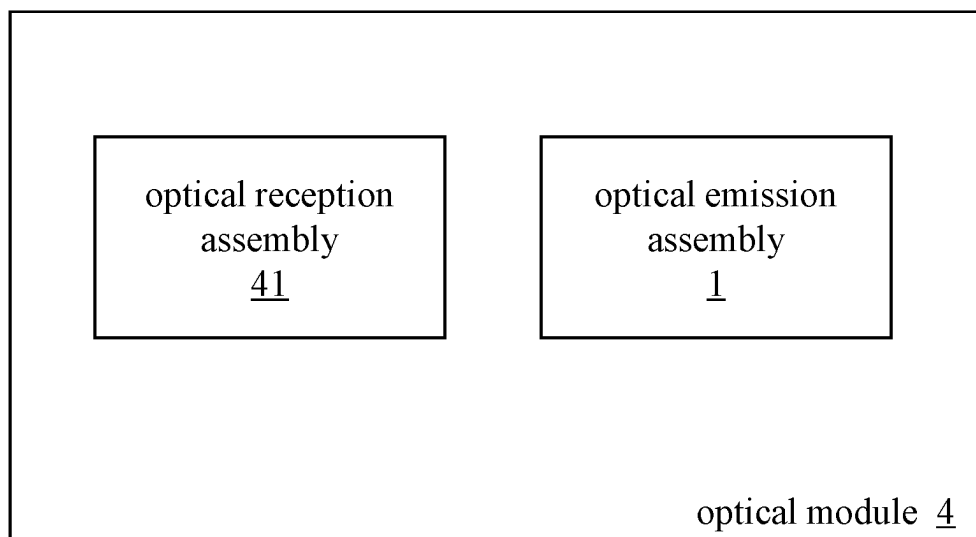 optical reception
assembly
41
optical emission
assembly
1
optical module 4